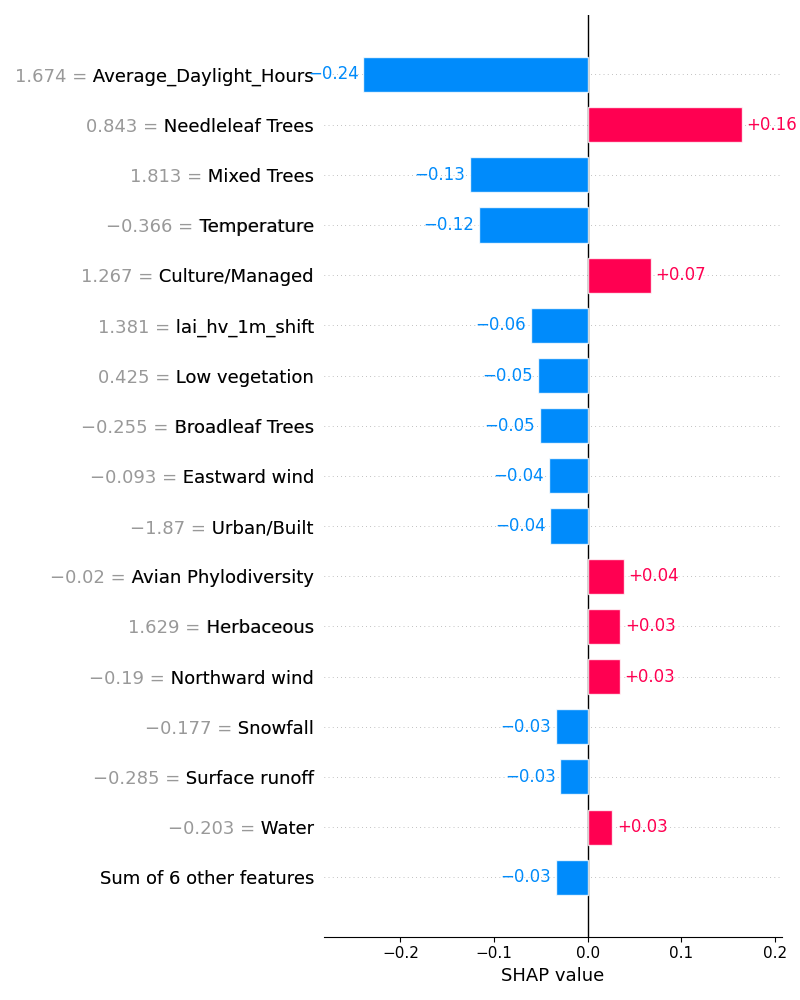 1.674 = Average_Daylight_Hours −0.24
0.843 = Needleleaf Trees +0.16
1.813 = Mixed Trees −0.13
−0.366 = Temperature −0.12
1.267 = Culture/Managed +0.07
1.381 = lai_hv_1m_shift −0.06
0.425 = Low vegetation −0.05
−0.255 = Broadleaf Trees −0.05
−0.093 = Eastward wind −0.04
−1.87 = Urban/Built −0.04
−0.02 = Avian Phylodiversity +0.04
1.629 = Herbaceous +0.03
−0.19 = Northward wind +0.03
−0.177 = Snowfall −0.03
−0.285 = Surface runoff −0.03
−0.203 = Water +0.03
Sum of 6 other features −0.03
−0.2 −0.1 0.0 0.1 0.2
SHAP value